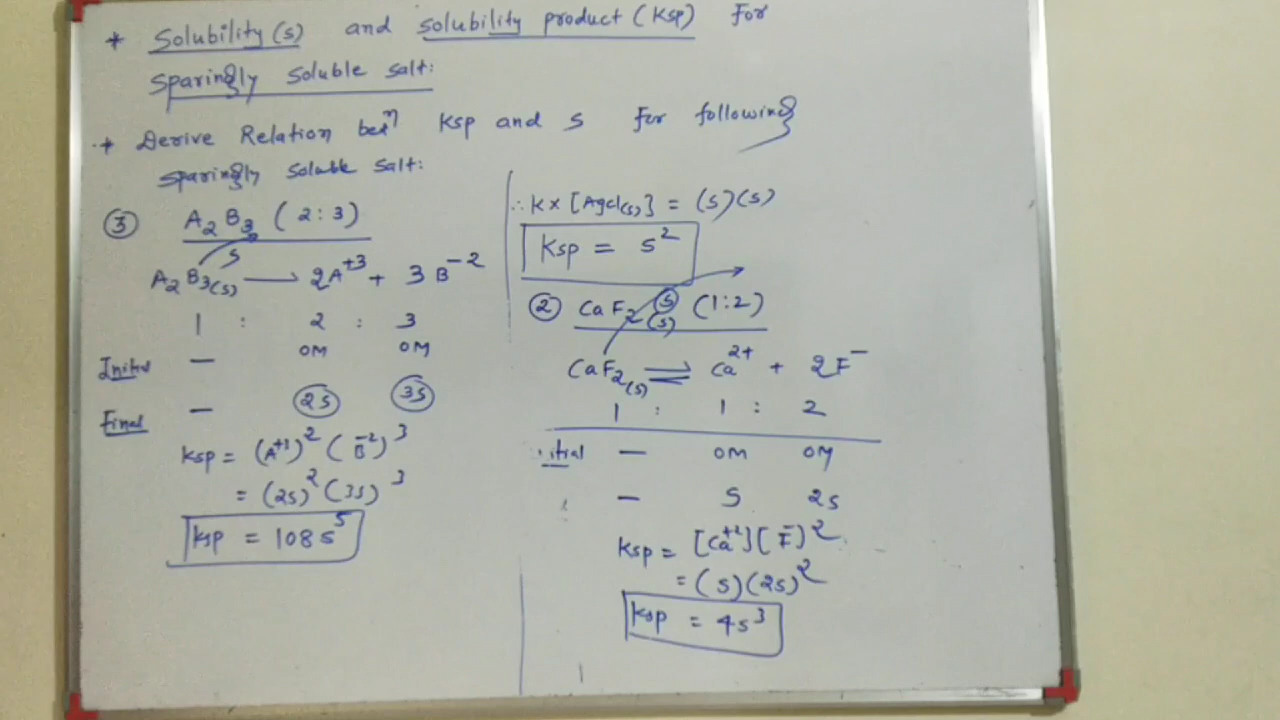 * Solubility (s) and solubility product (Ksp) For
Sparingly Soluble Salt:
* Derive Relation betⁿ Ksp and S For following
sparingly Soluble Salt:
③ A₂B₃ (2:3)
S
A₂B₃(s) → 2A⁺³ + 3B⁻²
1 : 2 : 3
Initial — 0M 0M
Final — 2S 3S
Ksp = (A⁺³)² (B⁻²)³
= (2s)² (3s)³
Ksp = 108 s⁵
∴ K x [AgCl(s)] = (s)(s)
Ksp = s²
② CaF₂(s) (1:2)
S
CaF₂(s) ⇌ Ca²⁺ + 2F⁻
1 : 1 : 2
itial — 0M 0M
— S 2s
Ksp = [Ca⁺²][F⁻]²
= (s)(2s)²
Ksp = 4s³